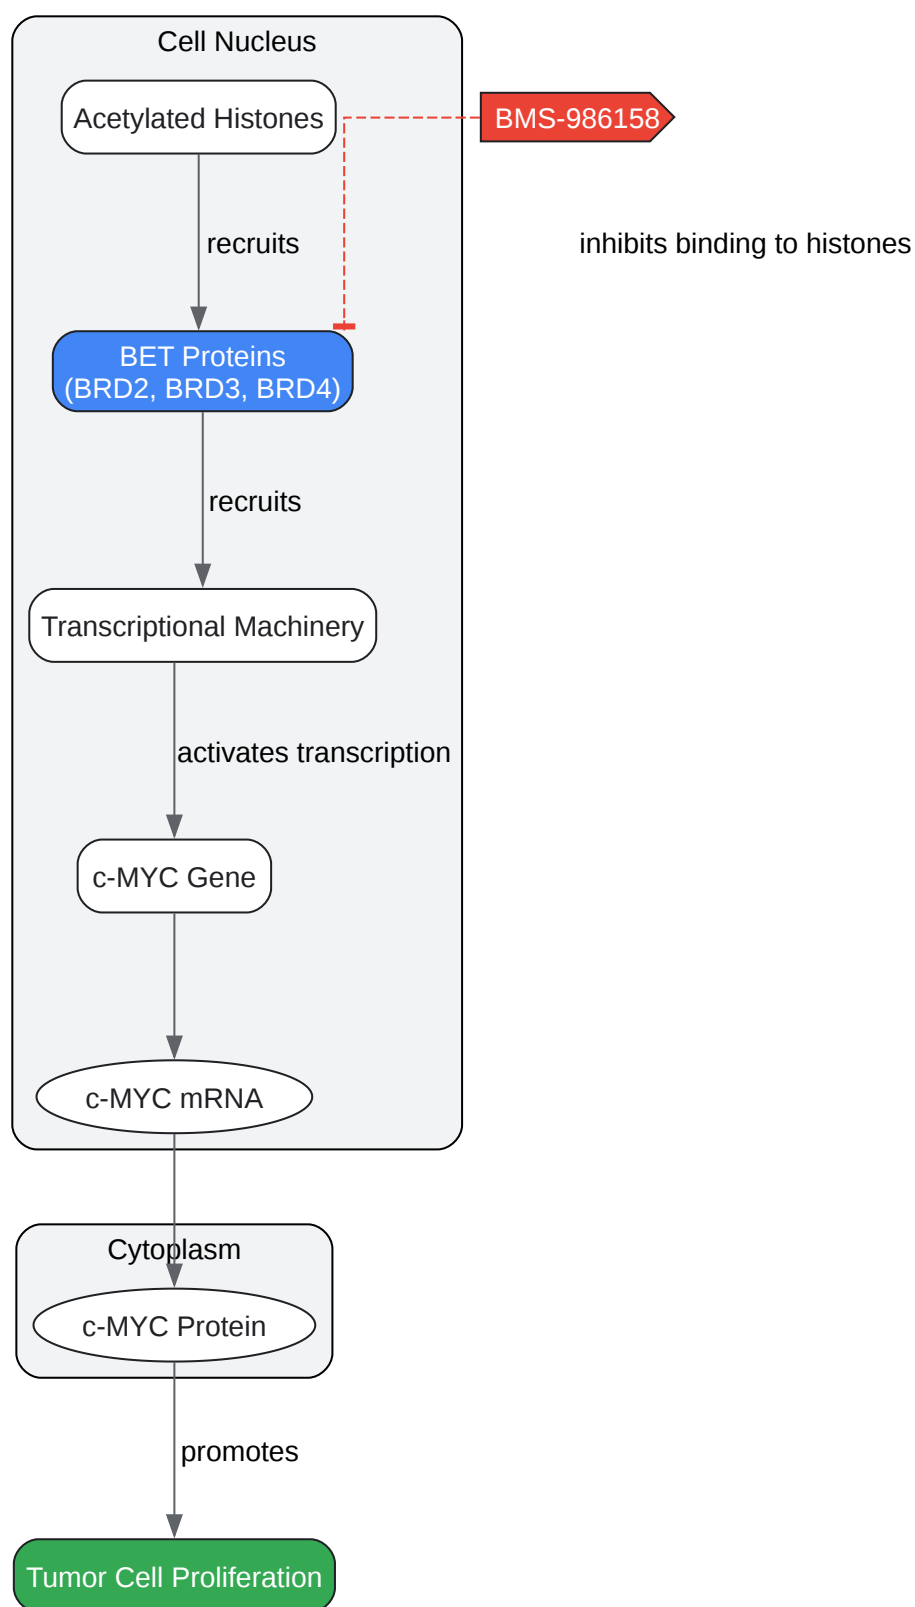 Cell Nucleus
Acetylated Histones
BMS-986158
recruits
inhibits binding to histones
BET Proteins
(BRD2, BRD3, BRD4)
recruits
Transcriptional Machinery
activates transcription
c-MYC Gene
c-MYC mRNA
Cytoplasm
c-MYC Protein
promotes
Tumor Cell Proliferation